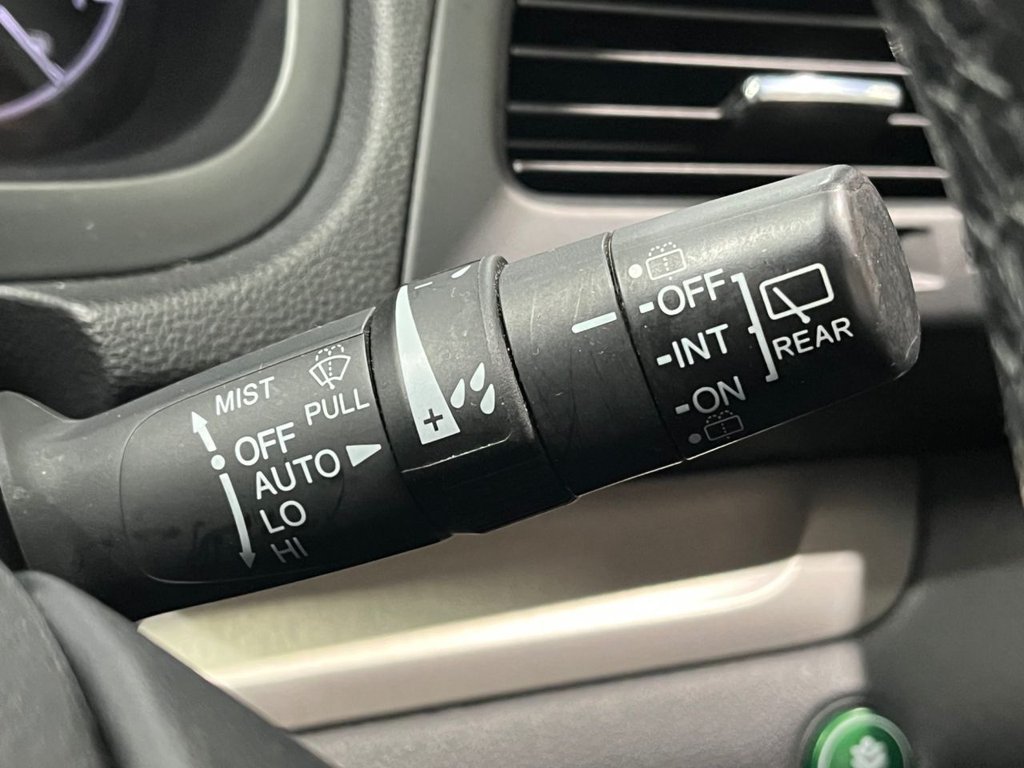 MIST
PULL
OFF
AUTO
LO
HI
+
-OFF
-INT
-ON
REAR